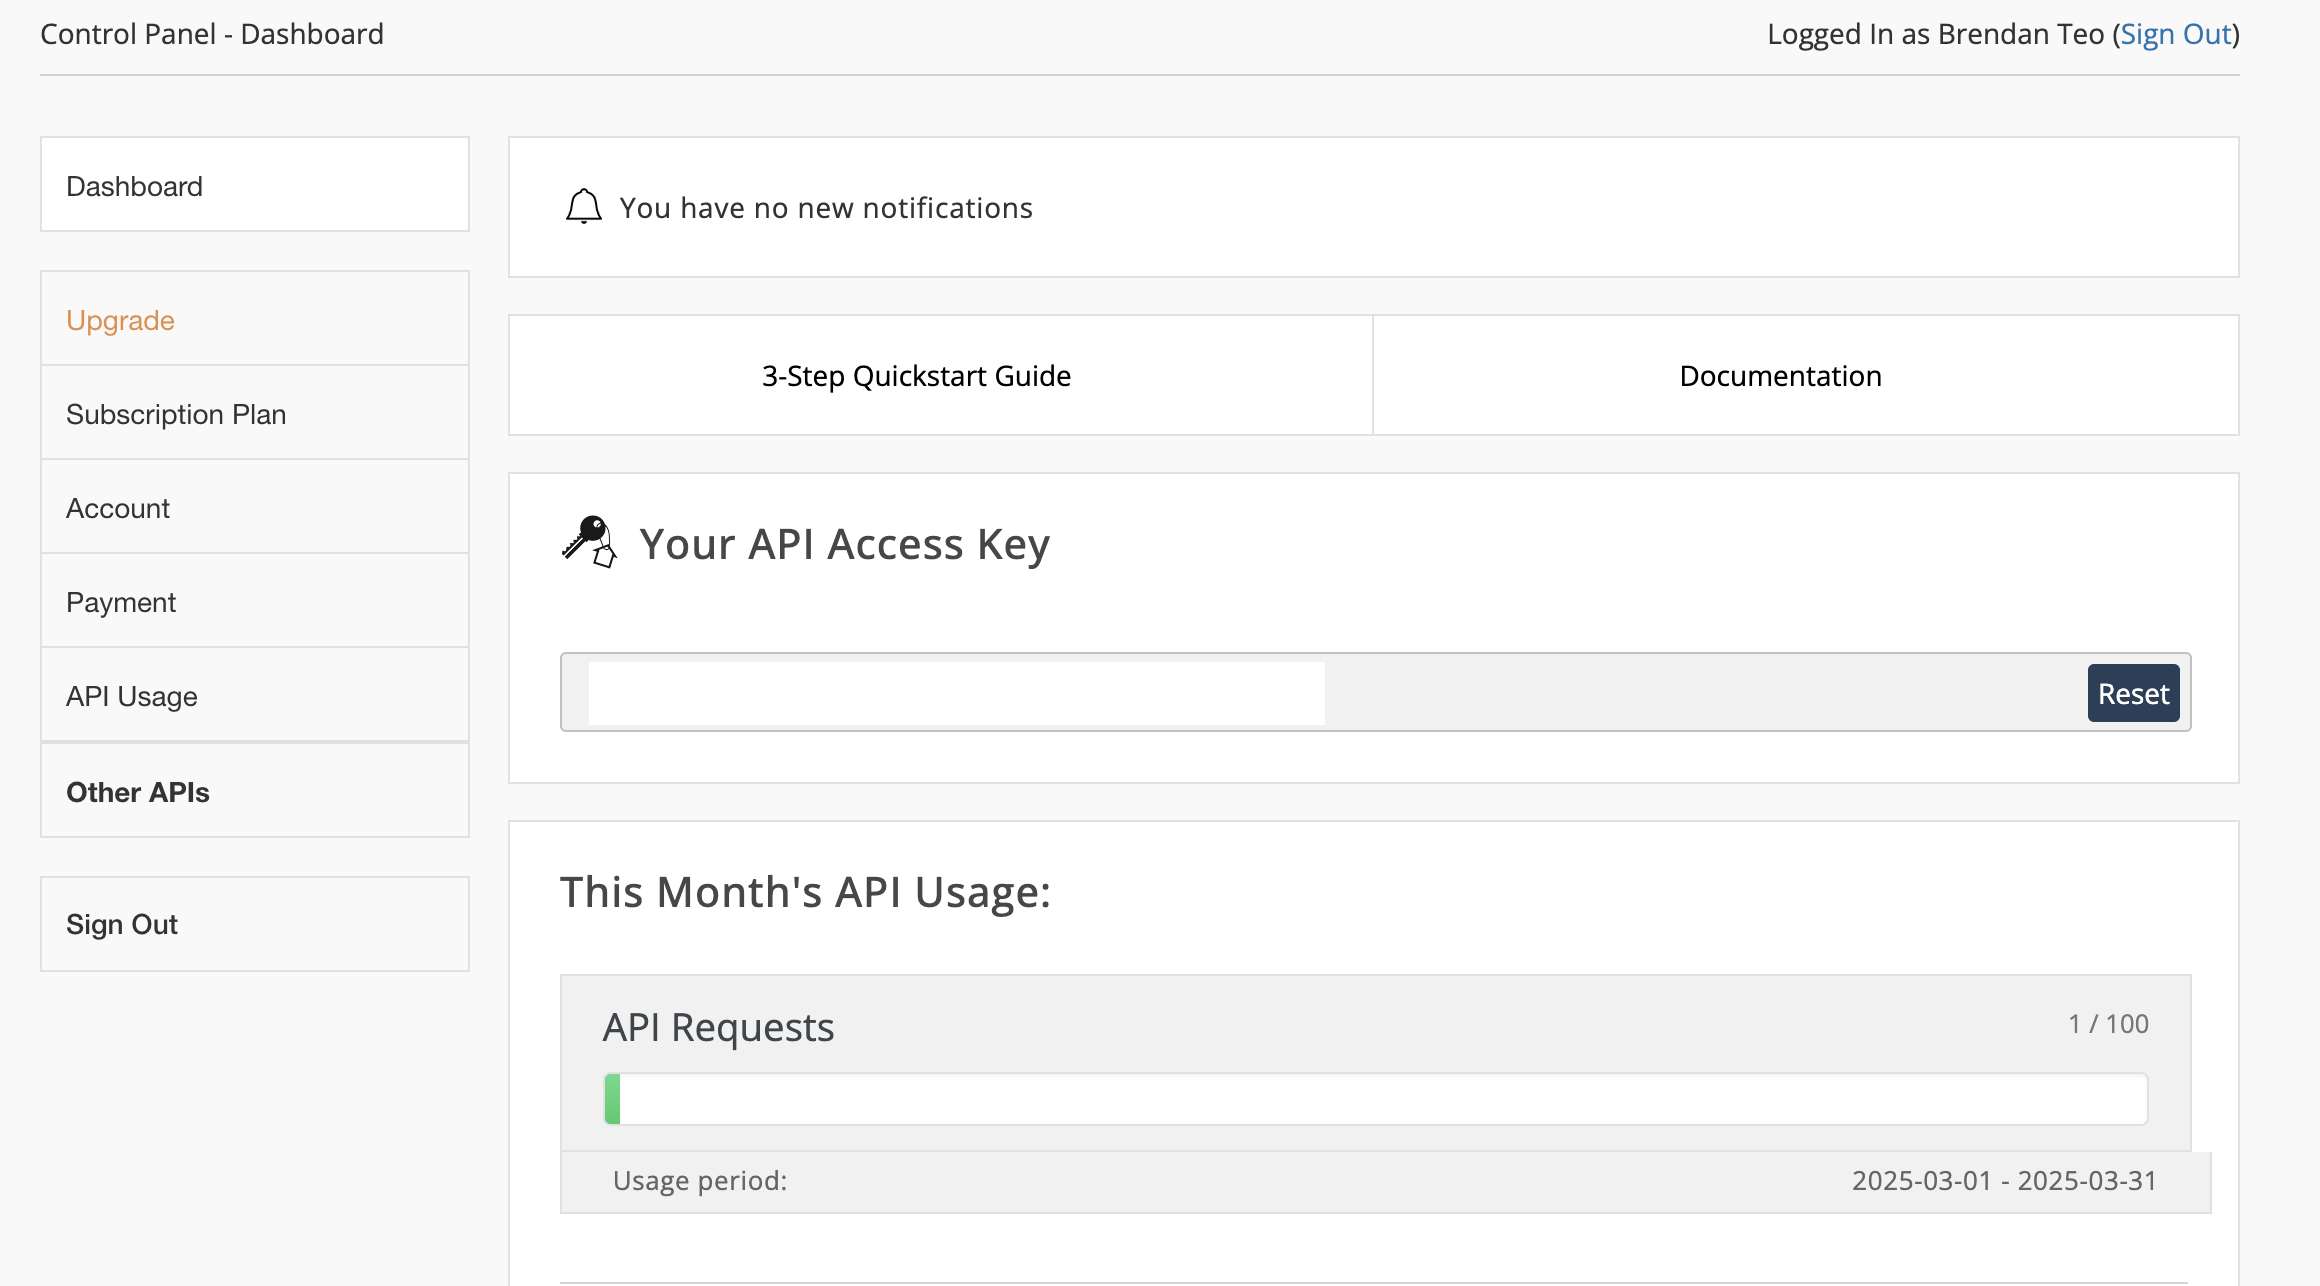 Control Panel - Dashboard
Logged In as Brendan Teo (Sign Out)
Dashboard
Upgrade
Subscription Plan
Account
Payment
API Usage
Other APIs
Sign Out
You have no new notifications
3-Step Quickstart Guide
Documentation
Your API Access Key
Reset
This Month's API Usage:
API Requests
1 / 100
Usage period:
2025-03-01 - 2025-03-31